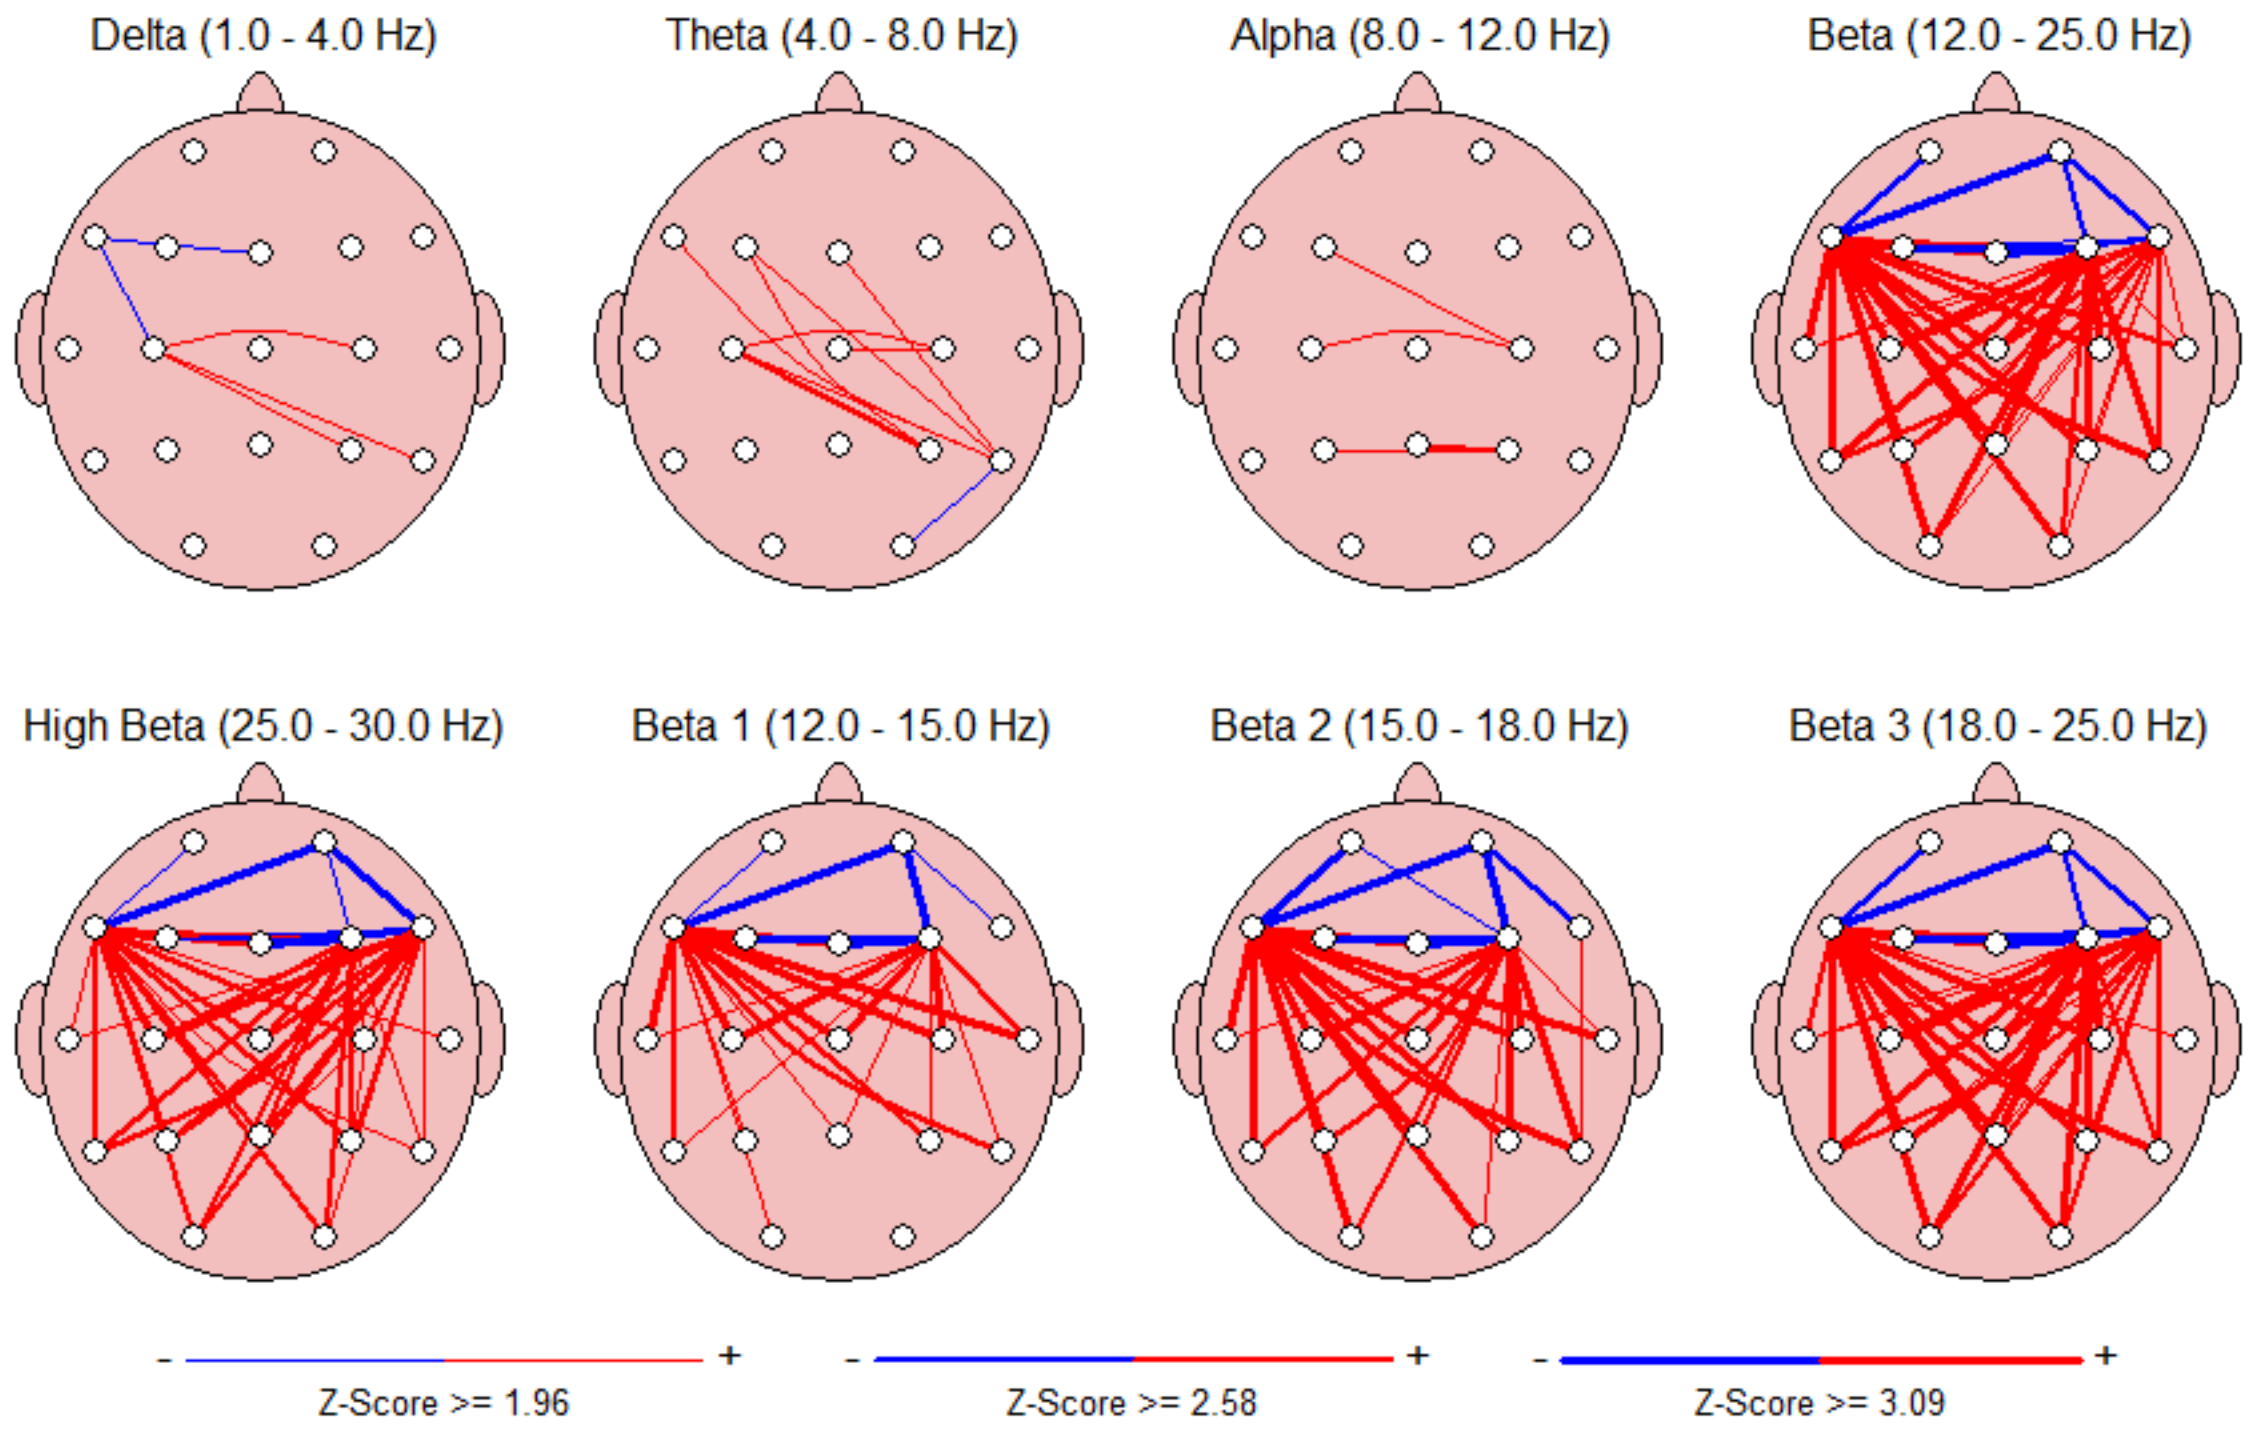 Delta (1.0 - 4.0 Hz)
Theta (4.0 - 8.0 Hz)
Alpha (8.0 - 12.0 Hz)
Beta (12.0 - 25.0 Hz)
High Beta (25.0 - 30.0 Hz)
Beta 1 (12.0 - 15.0 Hz)
Beta 2 (15.0 - 18.0 Hz)
Beta 3 (18.0 - 25.0 Hz)
- +
- +
- +
Z-Score >= 1.96
Z-Score >= 2.58
Z-Score >= 3.09